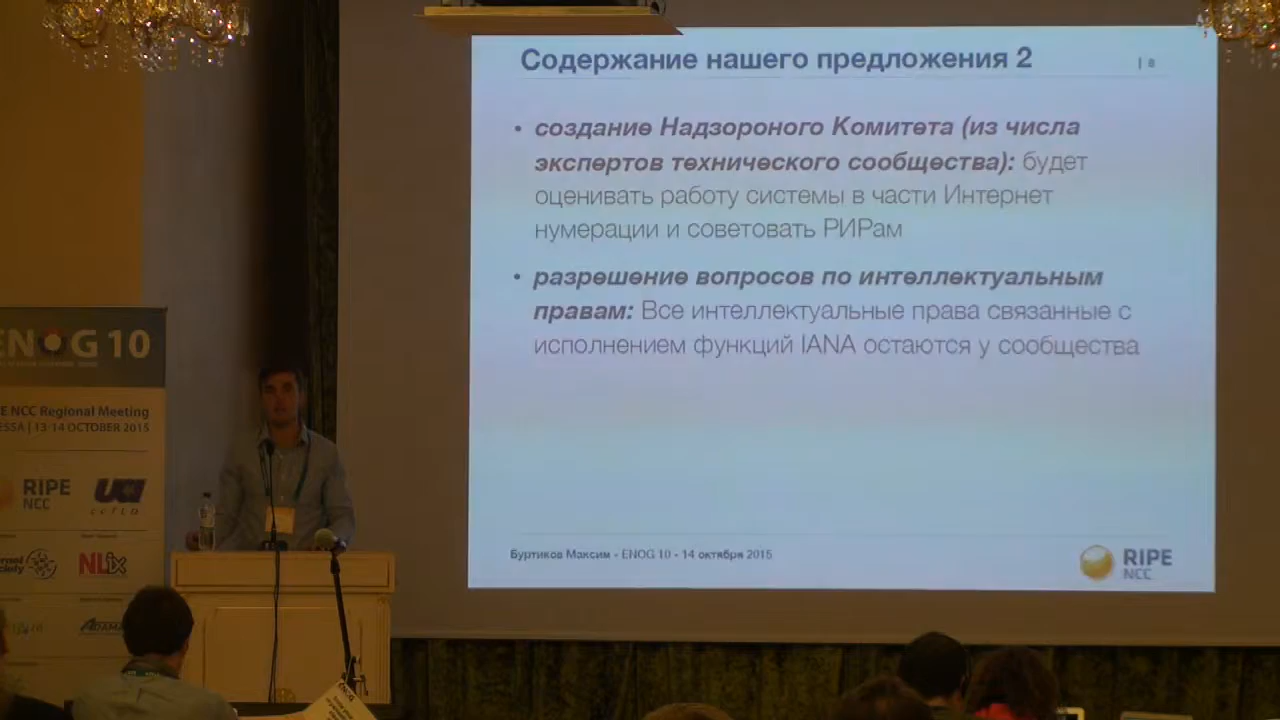 Содержание нашего предложения 2
| 8
• создание Надзороного Комитета (из числа
экспертов технического сообщества): будет
оценивать работу системы в части Интернет
нумерации и советовать РИРам
• разрешение вопросов по интеллектуальным
правам: Все интеллектуальные права связанные с
исполнением функций IANA остаются у сообщества
Буртиков Максим - ENOG 10 - 14 октября 2015
RIPE
NCC
ENOG 10
E NCC Regional Meeting
ESSA | 13-14 OCTOBER 2015
RIPE
NCC
NLix